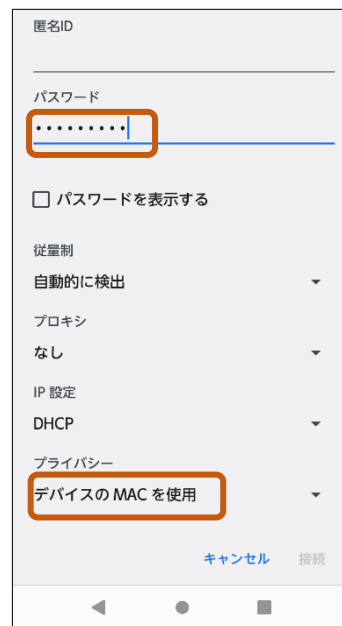 匿名ID
パスワード
•••••••••
パスワードを表示する
従量制
自動的に検出
プロキシ
なし
IP 設定
DHCP
プライバシー
デバイスの MAC を使用
キャンセル 接続